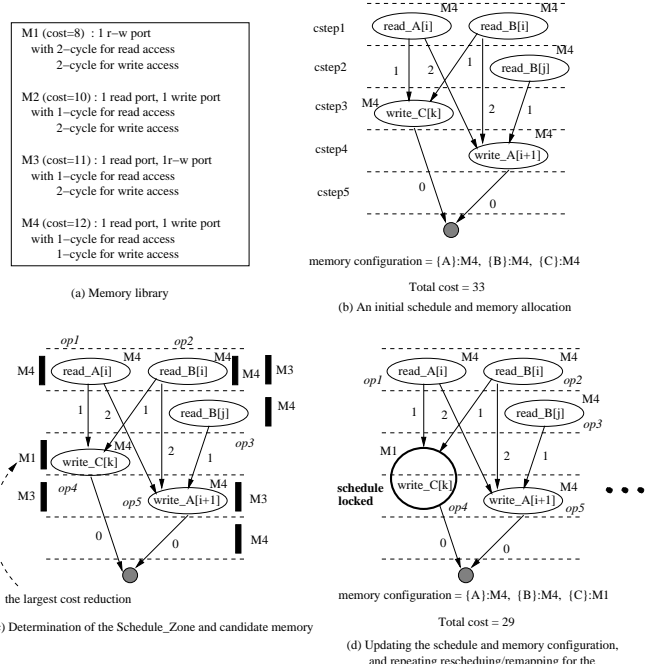 M1 (cost=8) : 1 r−w port
with 2−cycle for read access
2−cycle for write access
M2 (cost=10) : 1 read port, 1 write port
with 1−cycle for read access
2−cycle for write access
M3 (cost=11) : 1 read port, 1r−w port
with 1−cycle for read access
2−cycle for write access
M4 (cost=12) : 1 read port, 1 write port
with 1−cycle for read access
1−cycle for write access
(a) Memory library
cstep1
cstep2
cstep3
cstep4
cstep5
M4
M4
read_A[i]
read_B[i]
M4
read_B[j]
1
2
1
M4
write_C[k]
2
1
M4
write_A[i+1]
0
0
memory configuration = {A}:M4, {B}:M4, {C}:M4
Total cost = 33
(b) An initial schedule and memory allocation
op1
op2
M4
M4
M4
read_A[i]
read_B[i]
M4
M3
read_B[j]
M4
op3
1
2
1
2
1
M1
M4
write_C[k]
op4
M3
M4
op5
write_A[i+1]
M3
M4
0
0
the largest cost reduction
) Determination of the Schedule_Zone and candidate memory
M4
M4
op1
read_A[i]
read_B[i]
op2
M4
read_B[j]
op3
1
2
1
2
1
M1
schedule
locked
write_C[k]
op4
M4
write_A[i+1]
op5
0
0
memory configuration = {A}:M4, {B}:M4, {C}:M1
Total cost = 29
(d) Updating the schedule and memory configuration,
and repeating rescheduling/remapping for the